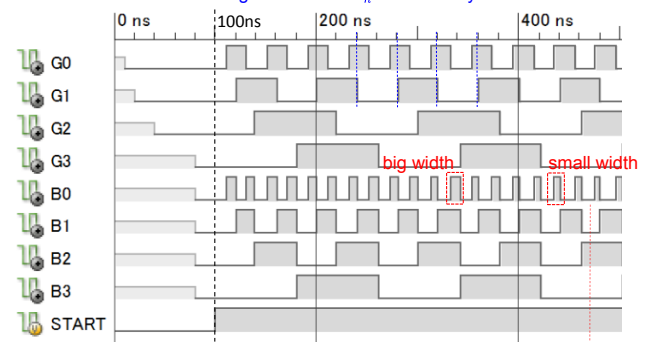 0 ns 100ns 200 ns 400 ns
G0
G1
G2
G3
big width small width
B0
B1
B2
B3
START